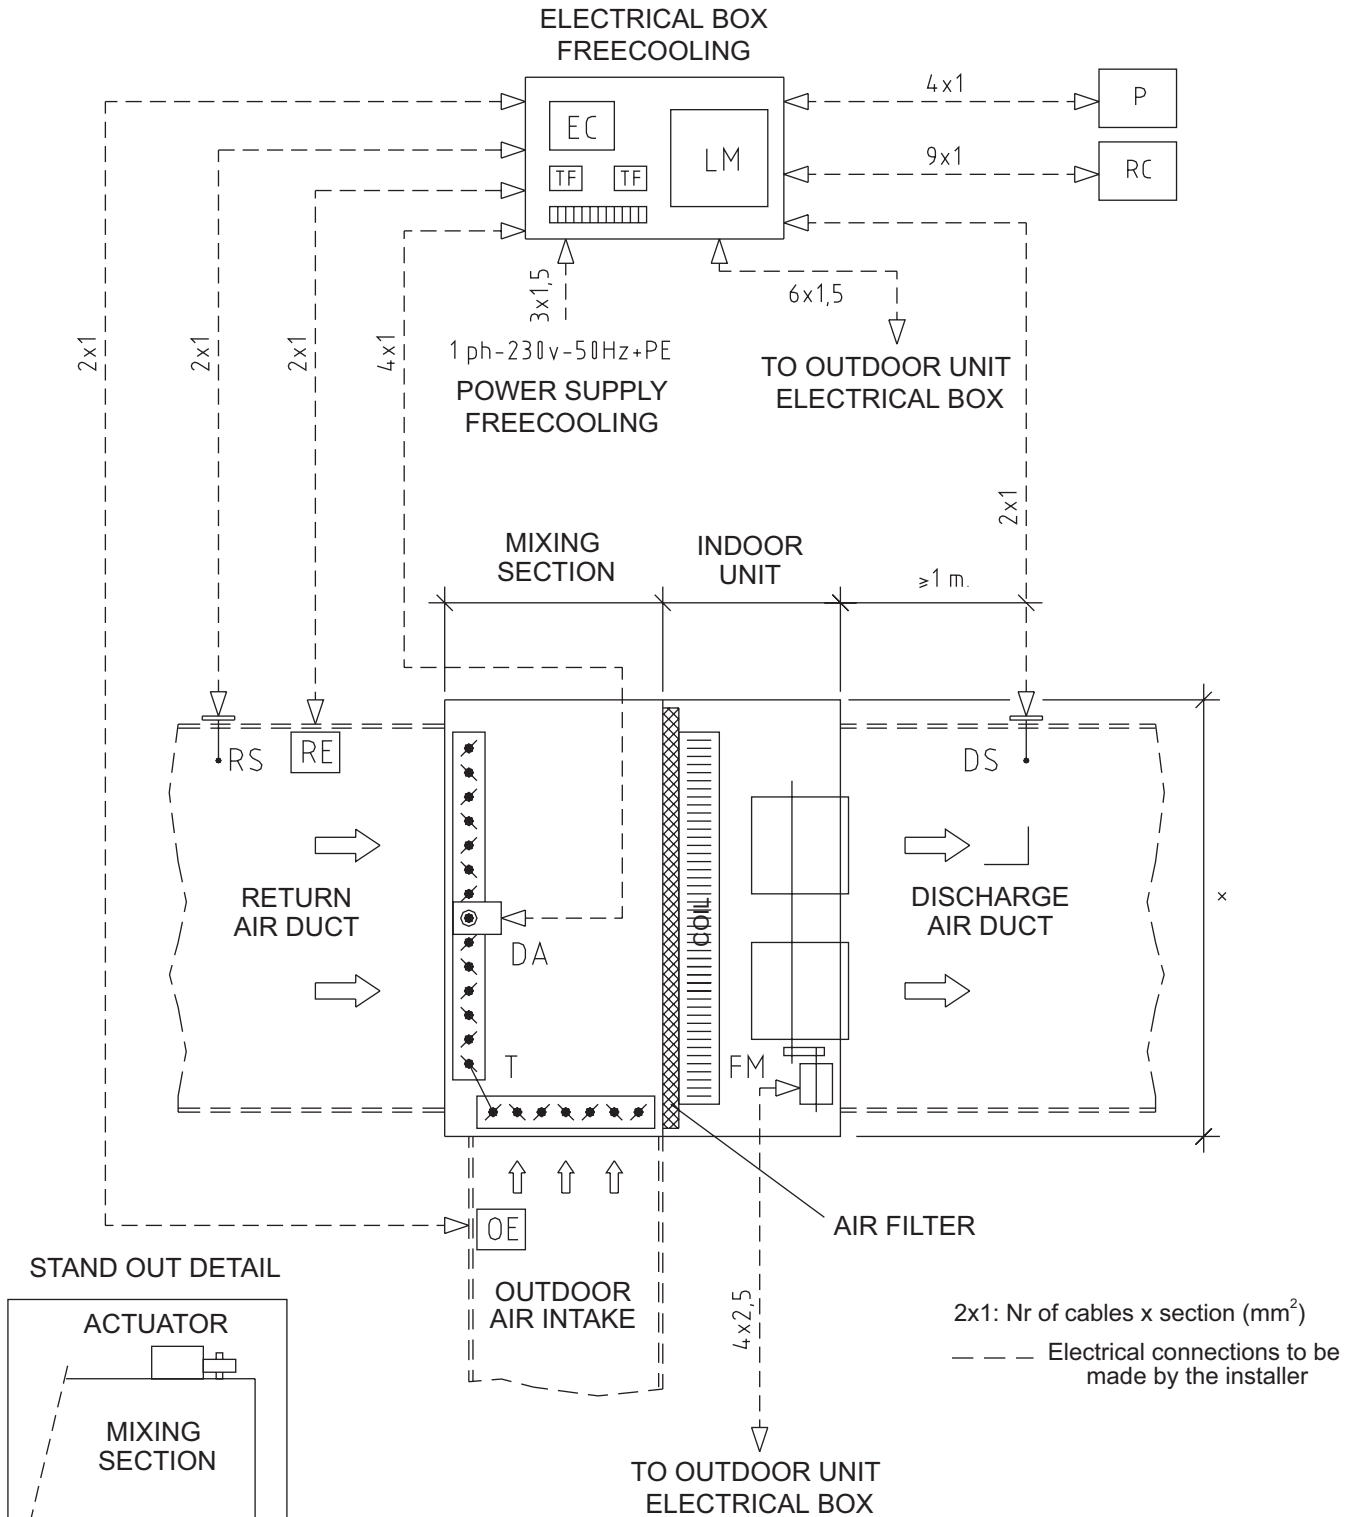 ELECTRICAL BOX
FREECOOLING
EC
LM
TF
TF
4x1
P
9x1
RC
3x1,5
6x1,5
1 ph-230v-50Hz+PE
POWER SUPPLY
FREECOOLING
TO OUTDOOR UNIT
ELECTRICAL BOX
2x1
2x1
2x1
4x1
2x1
MIXING
SECTION
INDOOR
UNIT
≥1 m.
RS
RE
DS
RETURN
AIR DUCT
DA
COIL
DISCHARGE
AIR DUCT
x
T
FM
OE
AIR FILTER
OUTDOOR
AIR INTAKE
4x2,5
STAND OUT DETAIL
ACTUATOR
MIXING
SECTION
2x1: Nr of cables x section (mm²)
Electrical connections to be
made by the installer
TO OUTDOOR UNIT
ELECTRICAL BOX